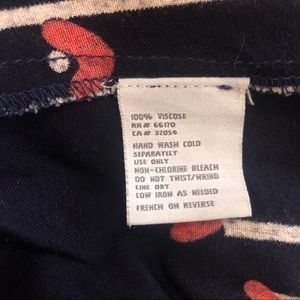 100% VISCOSE
RN# 66170
CA# 32054
HAND WASH COLD
SEPARATELY
USE ONLY
NON-CHLORINE BLEACH
DO NOT TWIST/WRING
LINE DRY
LOW IRON AS NEEDED
FRENCH ON REVERSE